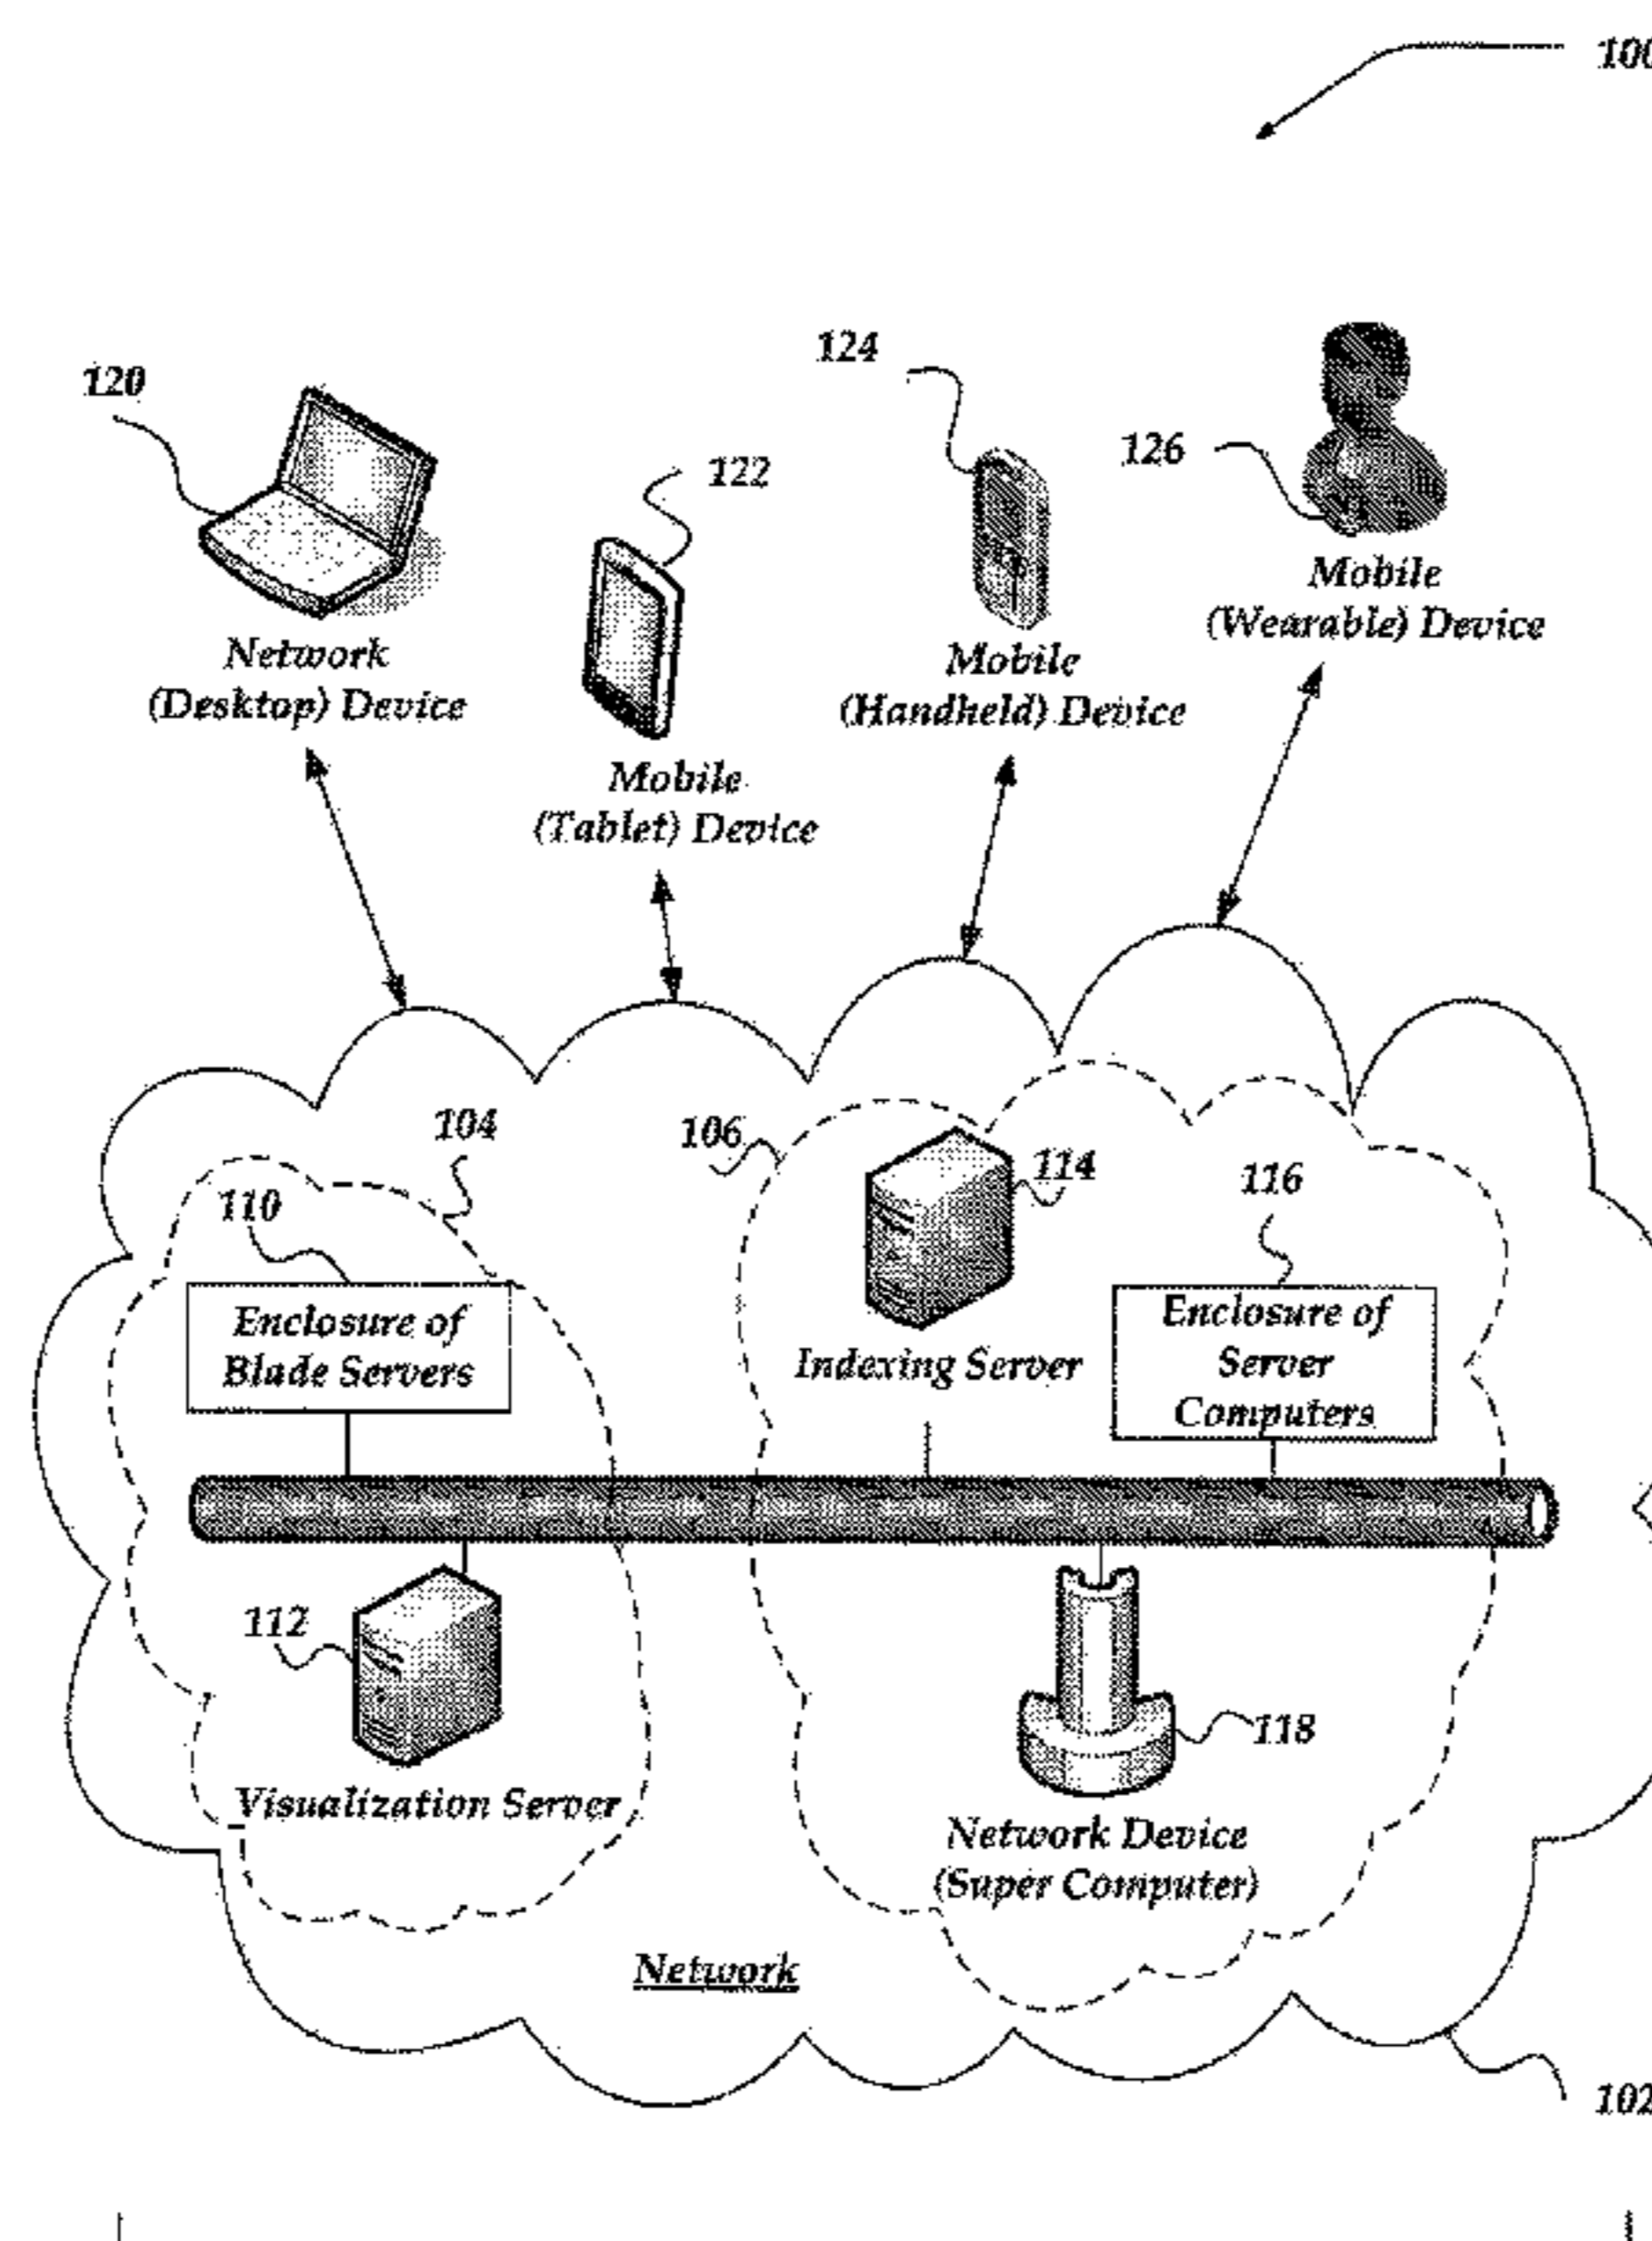 100
124
120
126
122
Mobile
(Wearable) Device
Network
(Desktop) Device
Mobile
(Handheld) Device
Mobile
(Tablet) Device
104
106
114
116
110
Enclosure of
Blade Servers
Indexing Server
Enclosure of
Server
Computers
112
118
Visualization Server
Network Device
(Super Computer)
Network
102